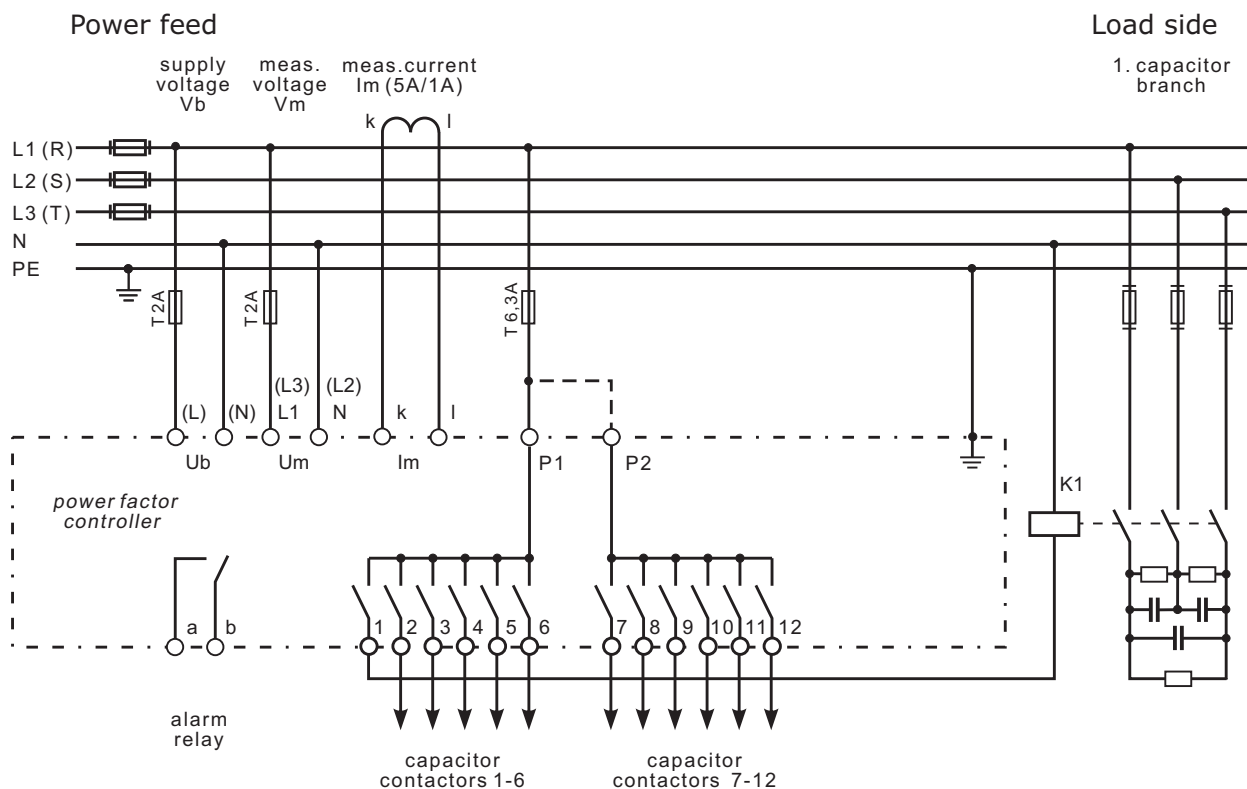 Power feed
Load side
supply
voltage
Vb
meas.
voltage
Vm
meas.current
Im (5A/1A)
1. capacitor
branch
k
l
L1 (R)
L2 (S)
L3 (T)
N
PE
T2A
T2A
T 6,3A
(L3)
(L2)
(L)
(N)
L1
N
k
l
Ub
Um
Im
P1
P2
K1
power factor
controller
a
b
1
2
3
4
5
6
7
8
9
10
11
12
alarm
relay
capacitor
contactors 1-6
capacitor
contactors 7-12